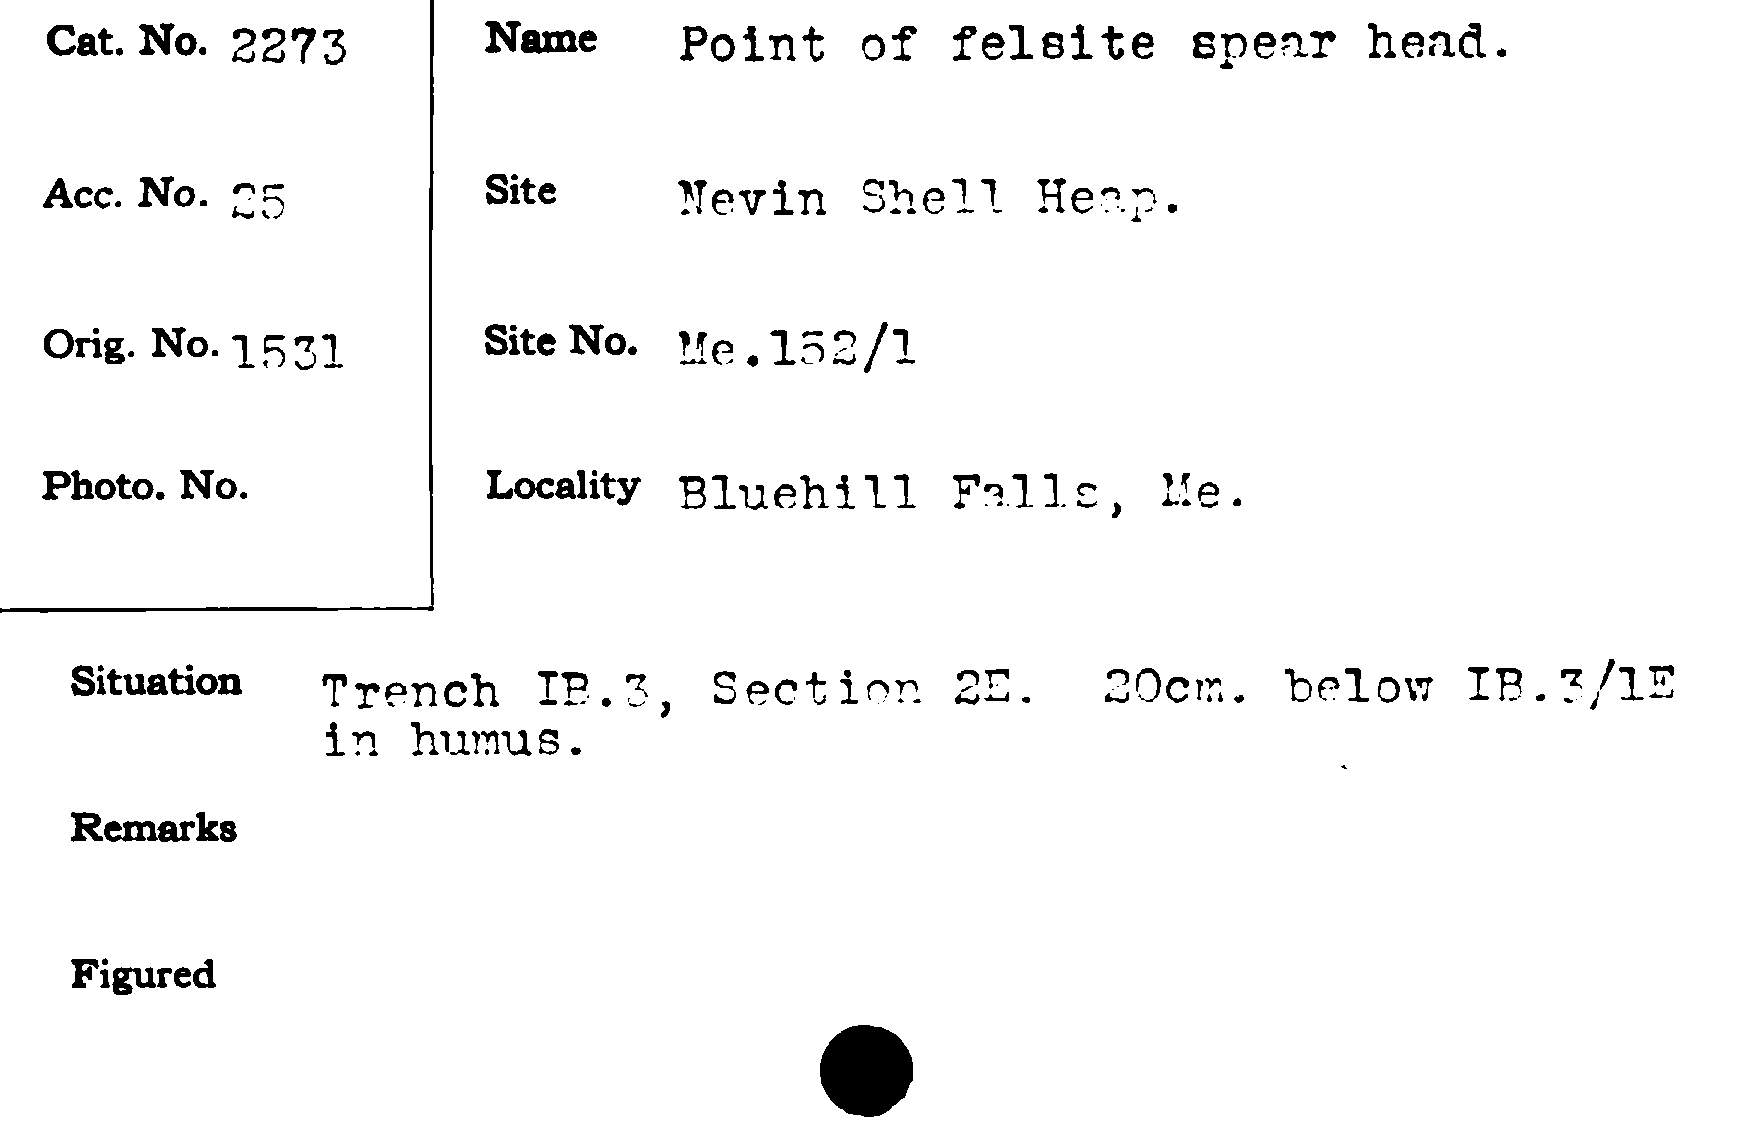 Cat. No. 2273
Name Point of felsite spear head.
Acc. No. 25
Site Nevin Shell Heap.
Orig. No. 1531
Site No. Me.152/1
Photo. No.
Locality Bluehill Falls, Me.
Situation Trench IB.3, Section 2E. 20cm. below IB.3/1E
in humus.
Remarks
Figured